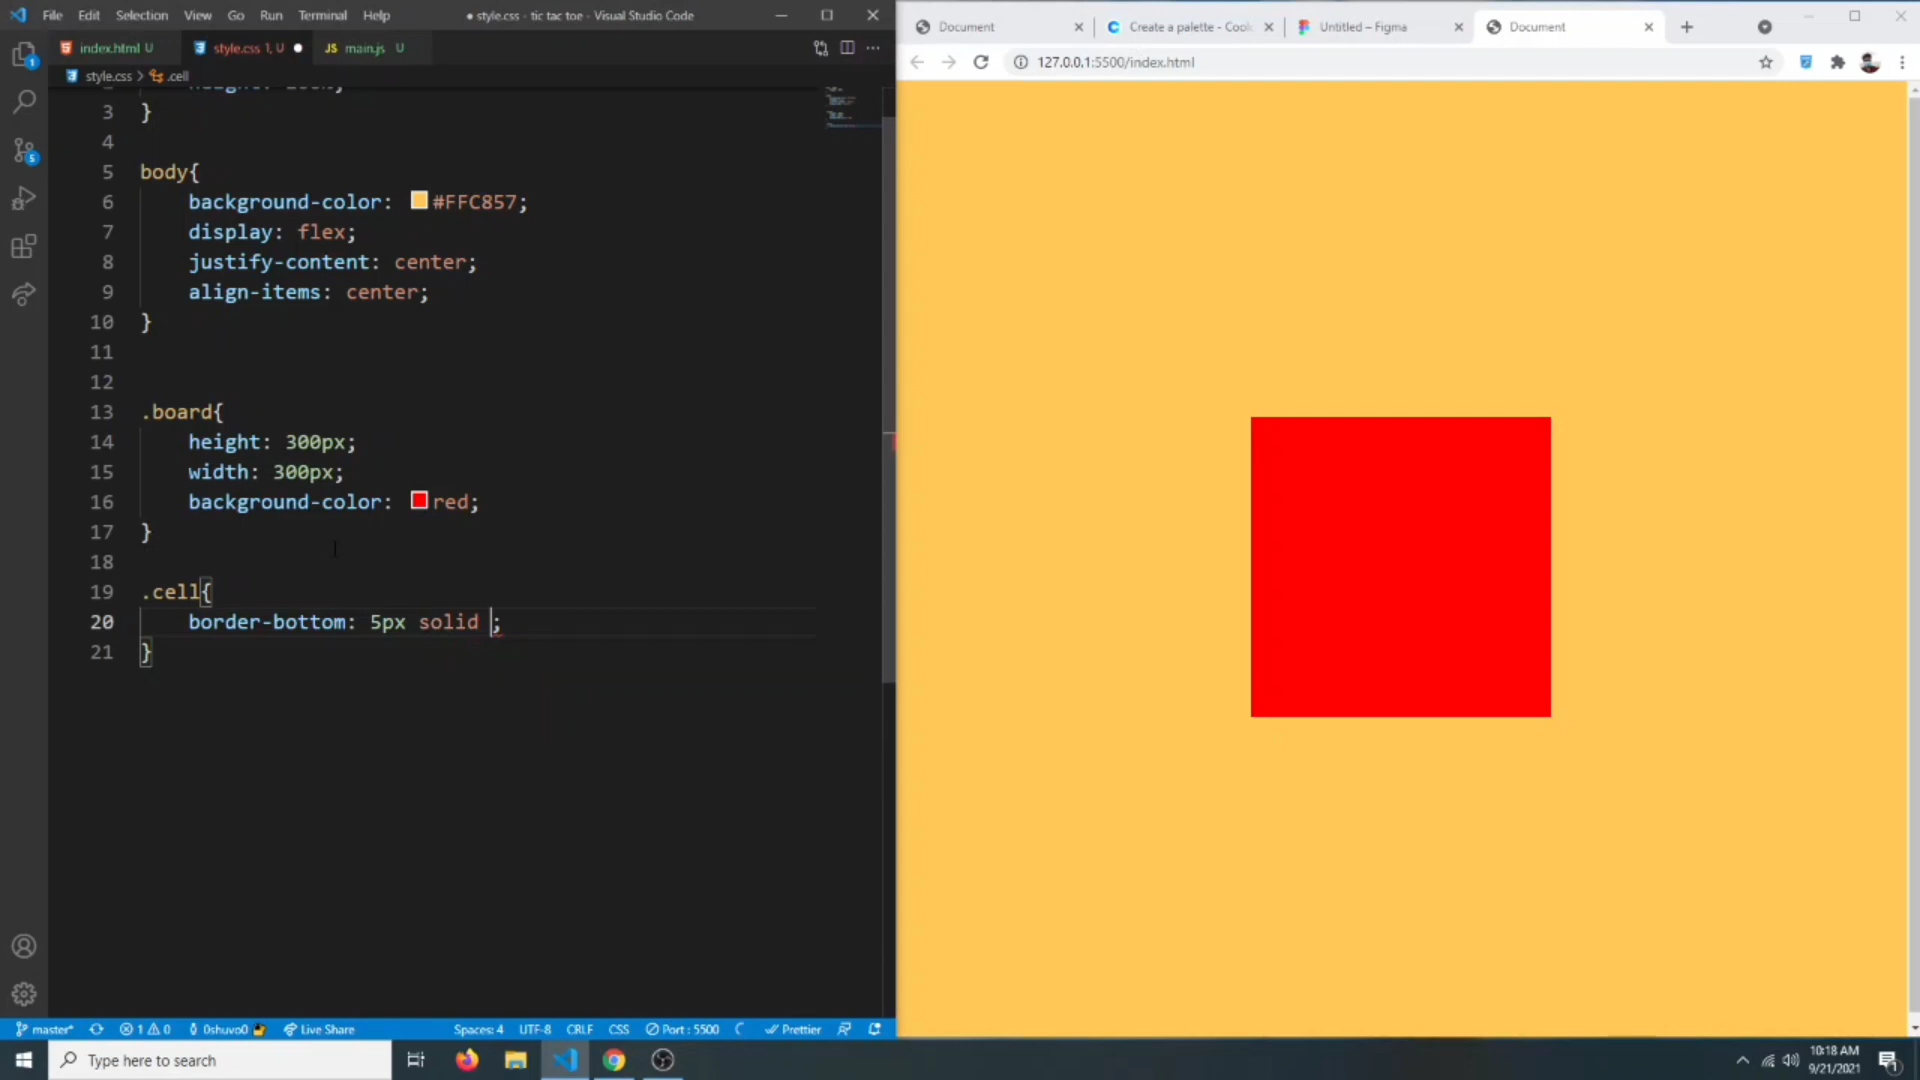 File Edit Selection View Go Run Terminal Help
● style.css - tic tac toe - Visual Studio Code
index.html U
style.css 1, U ●
JS main.js U
style.css > .cell
3 }
4
5 body{
6 background-color: #FFC857;
7 display: flex;
8 justify-content: center;
9 align-items: center;
10 }
11
12
13 .board{
14 height: 300px;
15 width: 300px;
16 background-color: red;
17 }
18
19 .cell{
20 border-bottom: 5px solid ;
21 }
master* 1 0 0shuvo0 Live Share Spaces: 4 UTF-8 CRLF CSS Port : 5500 Prettier
Document
Create a palette - Coo
Untitled – Figma
Document
127.0.0.1:5500/index.html
Type here to search
10:18 AM
9/21/2021